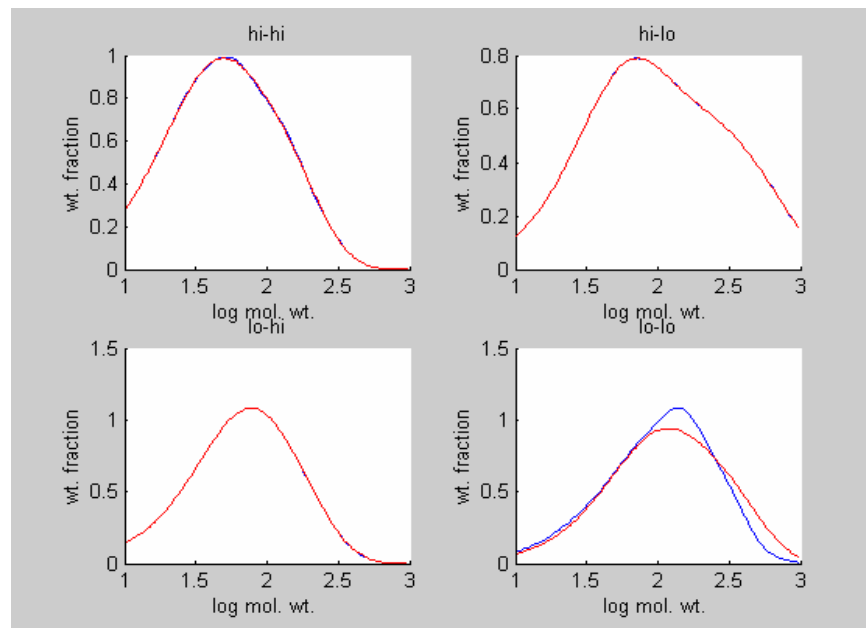 hi-hi
1
0.8
0.6
0.4
0.2
0
wt. fraction
1 1.5 2 2.5 3
log mol. wt.
hi-lo
0.8
0.6
0.4
0.2
0
wt. fraction
1 1.5 2 2.5 3
log mol. wt.
lo-hi
1.5
1
0.5
0
wt. fraction
1 1.5 2 2.5 3
log mol. wt.
lo-lo
1.5
1
0.5
0
wt. fraction
1 1.5 2 2.5 3
log mol. wt.